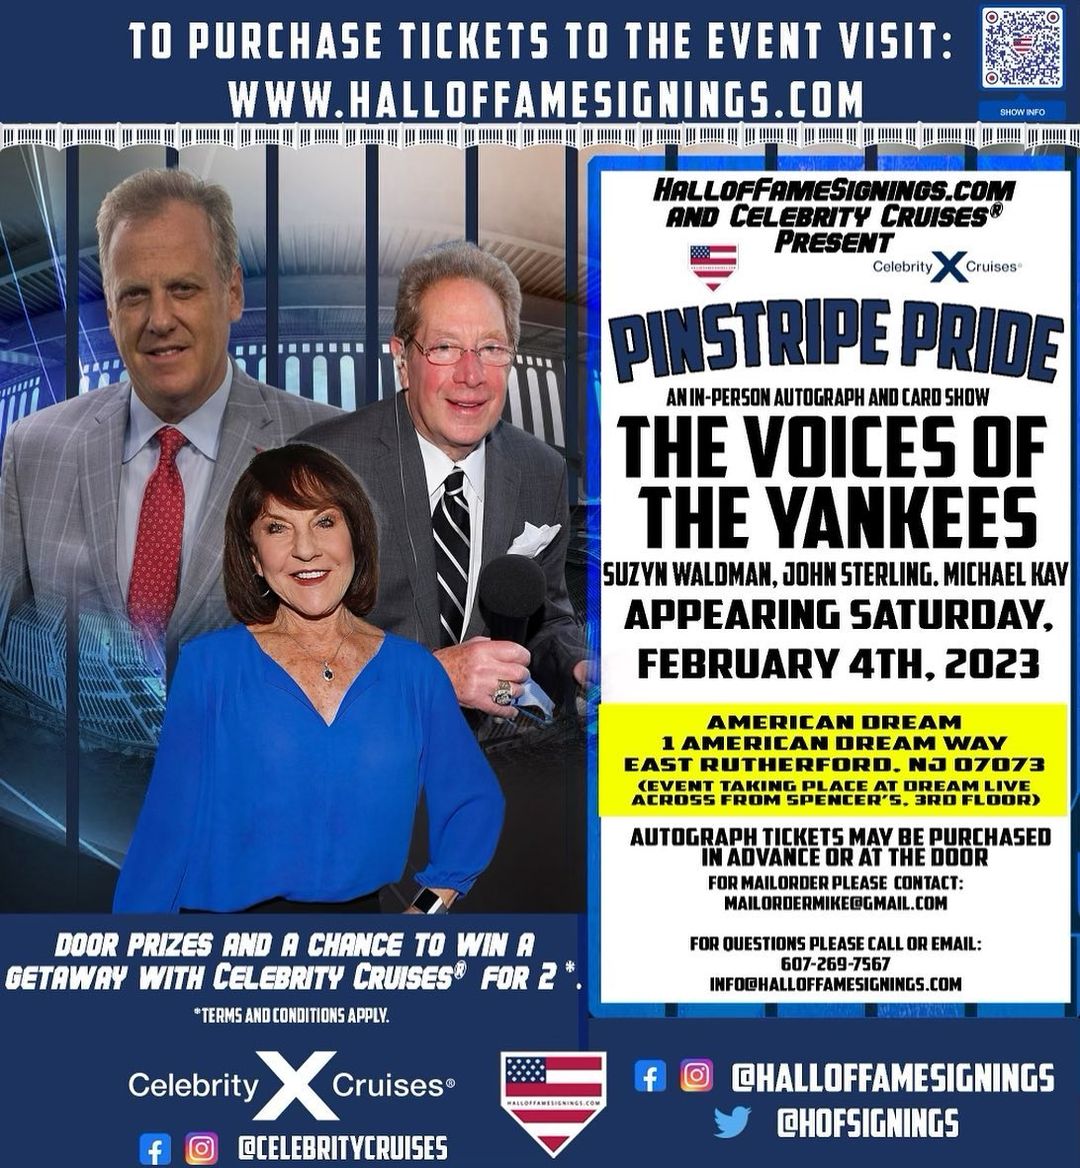 TO PURCHASE TICKETS TO THE EVENT VISIT:
WWW.HALLOFFAMESIGNINGS.COM
SHOW INFO
HALLOFFAMESIGNINGS.COM
AND CELEBRITY CRUISES®
PRESENT
Celebrity X Cruises®
PINSTRIPE PRIDE
AN IN-PERSON AUTOGRAPH AND CARD SHOW
THE VOICES OF
THE YANKEES
SUZYN WALDMAN, JOHN STERLING, MICHAEL KAY
APPEARING SATURDAY,
FEBRUARY 4TH, 2023
AMERICAN DREAM
1 AMERICAN DREAM WAY
EAST RUTHERFORD, NJ 07073
(EVENT TAKING PLACE AT DREAM LIVE
ACROSS FROM SPENCER'S, 3RD FLOOR)
AUTOGRAPH TICKETS MAY BE PURCHASED
IN ADVANCE OR AT THE DOOR
FOR MAILORDER PLEASE CONTACT:
MAILORDERMIKE@GMAIL.COM
FOR QUESTIONS PLEASE CALL OR EMAIL:
607-269-7567
INFO@HALLOFFAMESIGNINGS.COM
DOOR PRIZES AND A CHANCE TO WIN A
GETAWAY WITH CELEBRITY CRUISES® FOR 2 *.
*TERMS AND CONDITIONS APPLY.
Celebrity X Cruises®
@CELEBRITYCRUISES
HALLOFFAMESIGNINGS.COM
@HALLOFFAMESIGNINGS
@HOFSIGNINGS